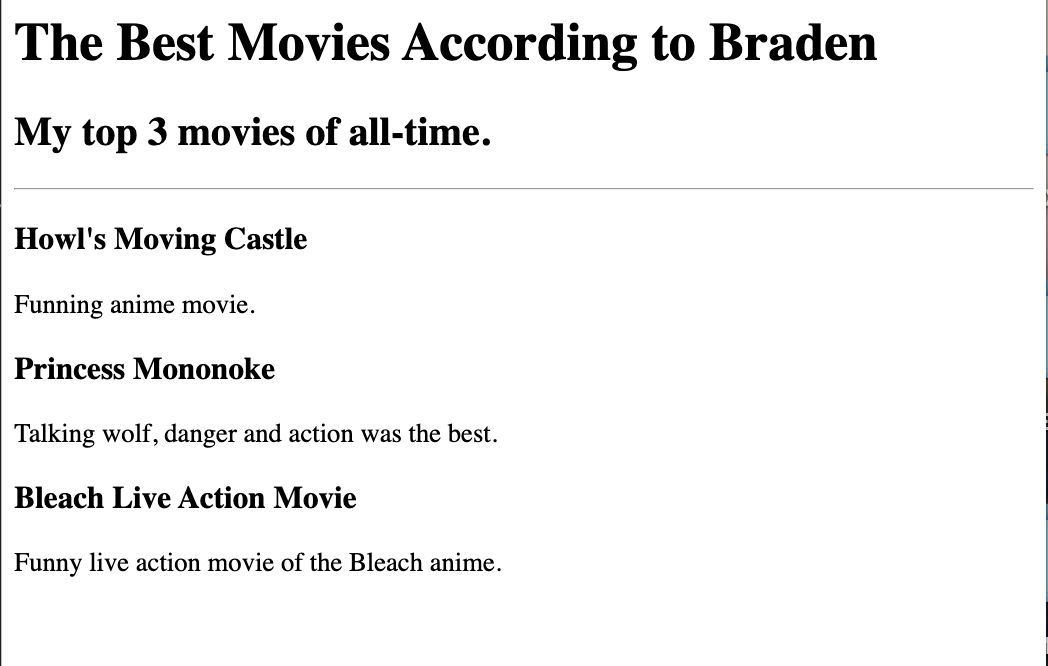 The Best Movies According to Braden
My top 3 movies of all-time.
Howl's Moving Castle
Funning anime movie.
Princess Mononoke
Talking wolf, danger and action was the best.
Bleach Live Action Movie
Funny live action movie of the Bleach anime.